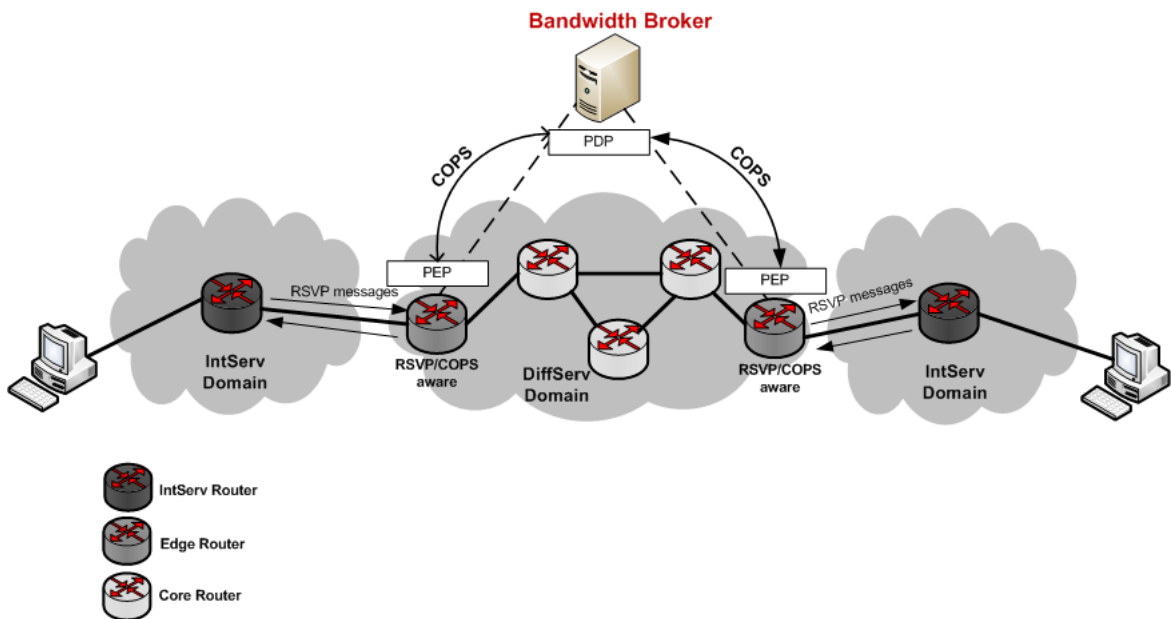 Bandwidth Broker
PDP
COPS
COPS
PEP
PEP
RSVP messages
RSVP messages
IntServ
Domain
RSVP/COPS
aware
DiffServ
Domain
RSVP/COPS
aware
IntServ
Domain
IntServ Router
Edge Router
Core Router